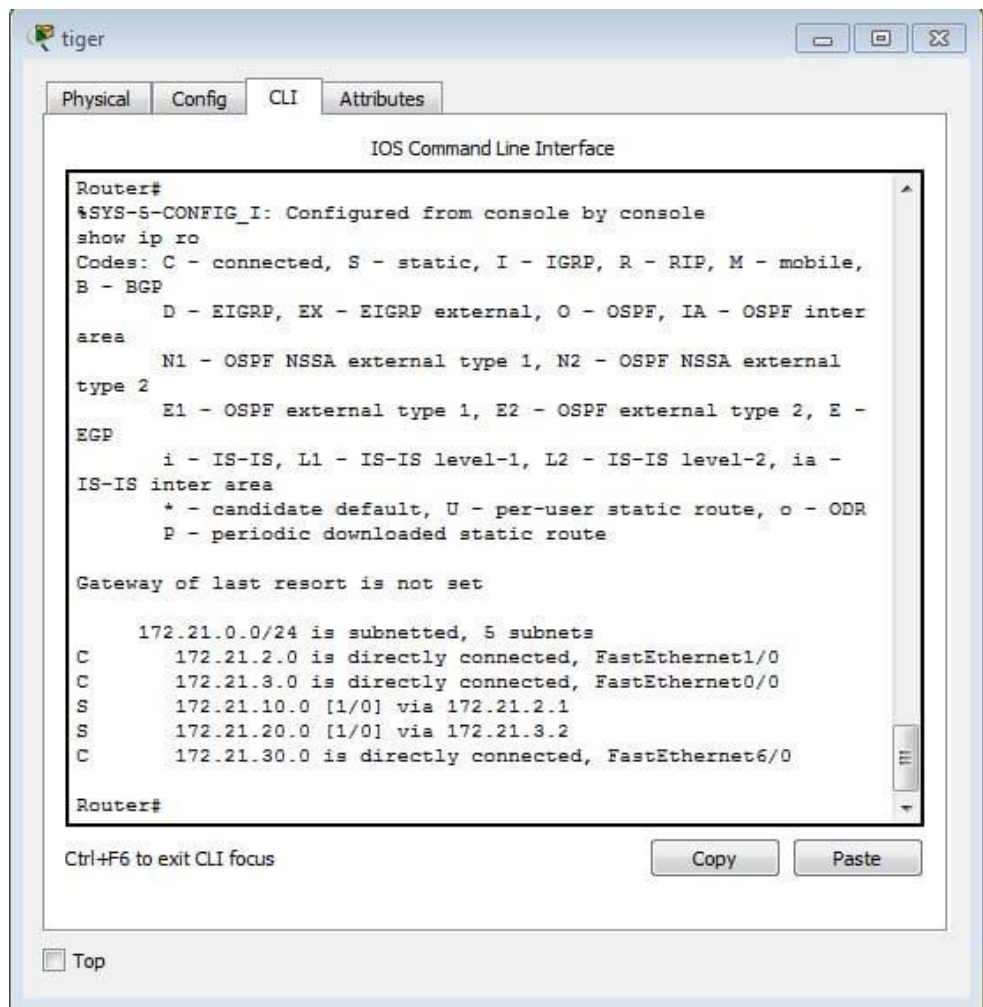 tiger
Physical Config CLI Attributes
IOS Command Line Interface
Router#
%SYS-5-CONFIG_I: Configured from console by console
show ip ro
Codes: C - connected, S - static, I - IGRP, R - RIP, M - mobile,
B - BGP
D - EIGRP, EX - EIGRP external, O - OSPF, IA - OSPF inter
area
N1 - OSPF NSSA external type 1, N2 - OSPF NSSA external
type 2
E1 - OSPF external type 1, E2 - OSPF external type 2, E -
EGP
i - IS-IS, L1 - IS-IS level-1, L2 - IS-IS level-2, ia -
IS-IS inter area
* - candidate default, U - per-user static route, o - ODR
P - periodic downloaded static route
Gateway of last resort is not set
172.21.0.0/24 is subnetted, 5 subnets
C 172.21.2.0 is directly connected, FastEthernet1/0
C 172.21.3.0 is directly connected, FastEthernet0/0
S 172.21.10.0 [1/0] via 172.21.2.1
S 172.21.20.0 [1/0] via 172.21.3.2
C 172.21.30.0 is directly connected, FastEthernet6/0
Router#
Ctrl+F6 to exit CLI focus
Copy Paste
Top